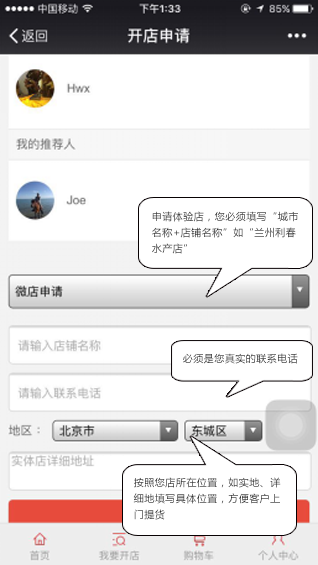 中国移动
下午1:33
85%
返回
开店申请
Hwx
我的推荐人
Joe
申请体验店，您必须填写“城市
名称+店铺名称”如“兰州利春
水产店”
微店申请
请输入店铺名称
必须是您真实的联系电话
请输入联系电话
地区：
北京市
东城区
实体店详细地址
按照您店所在位置，如实地、详
细地填写具体位置，方便客户上
门提货
首页
我要开店
购物车
个人中心